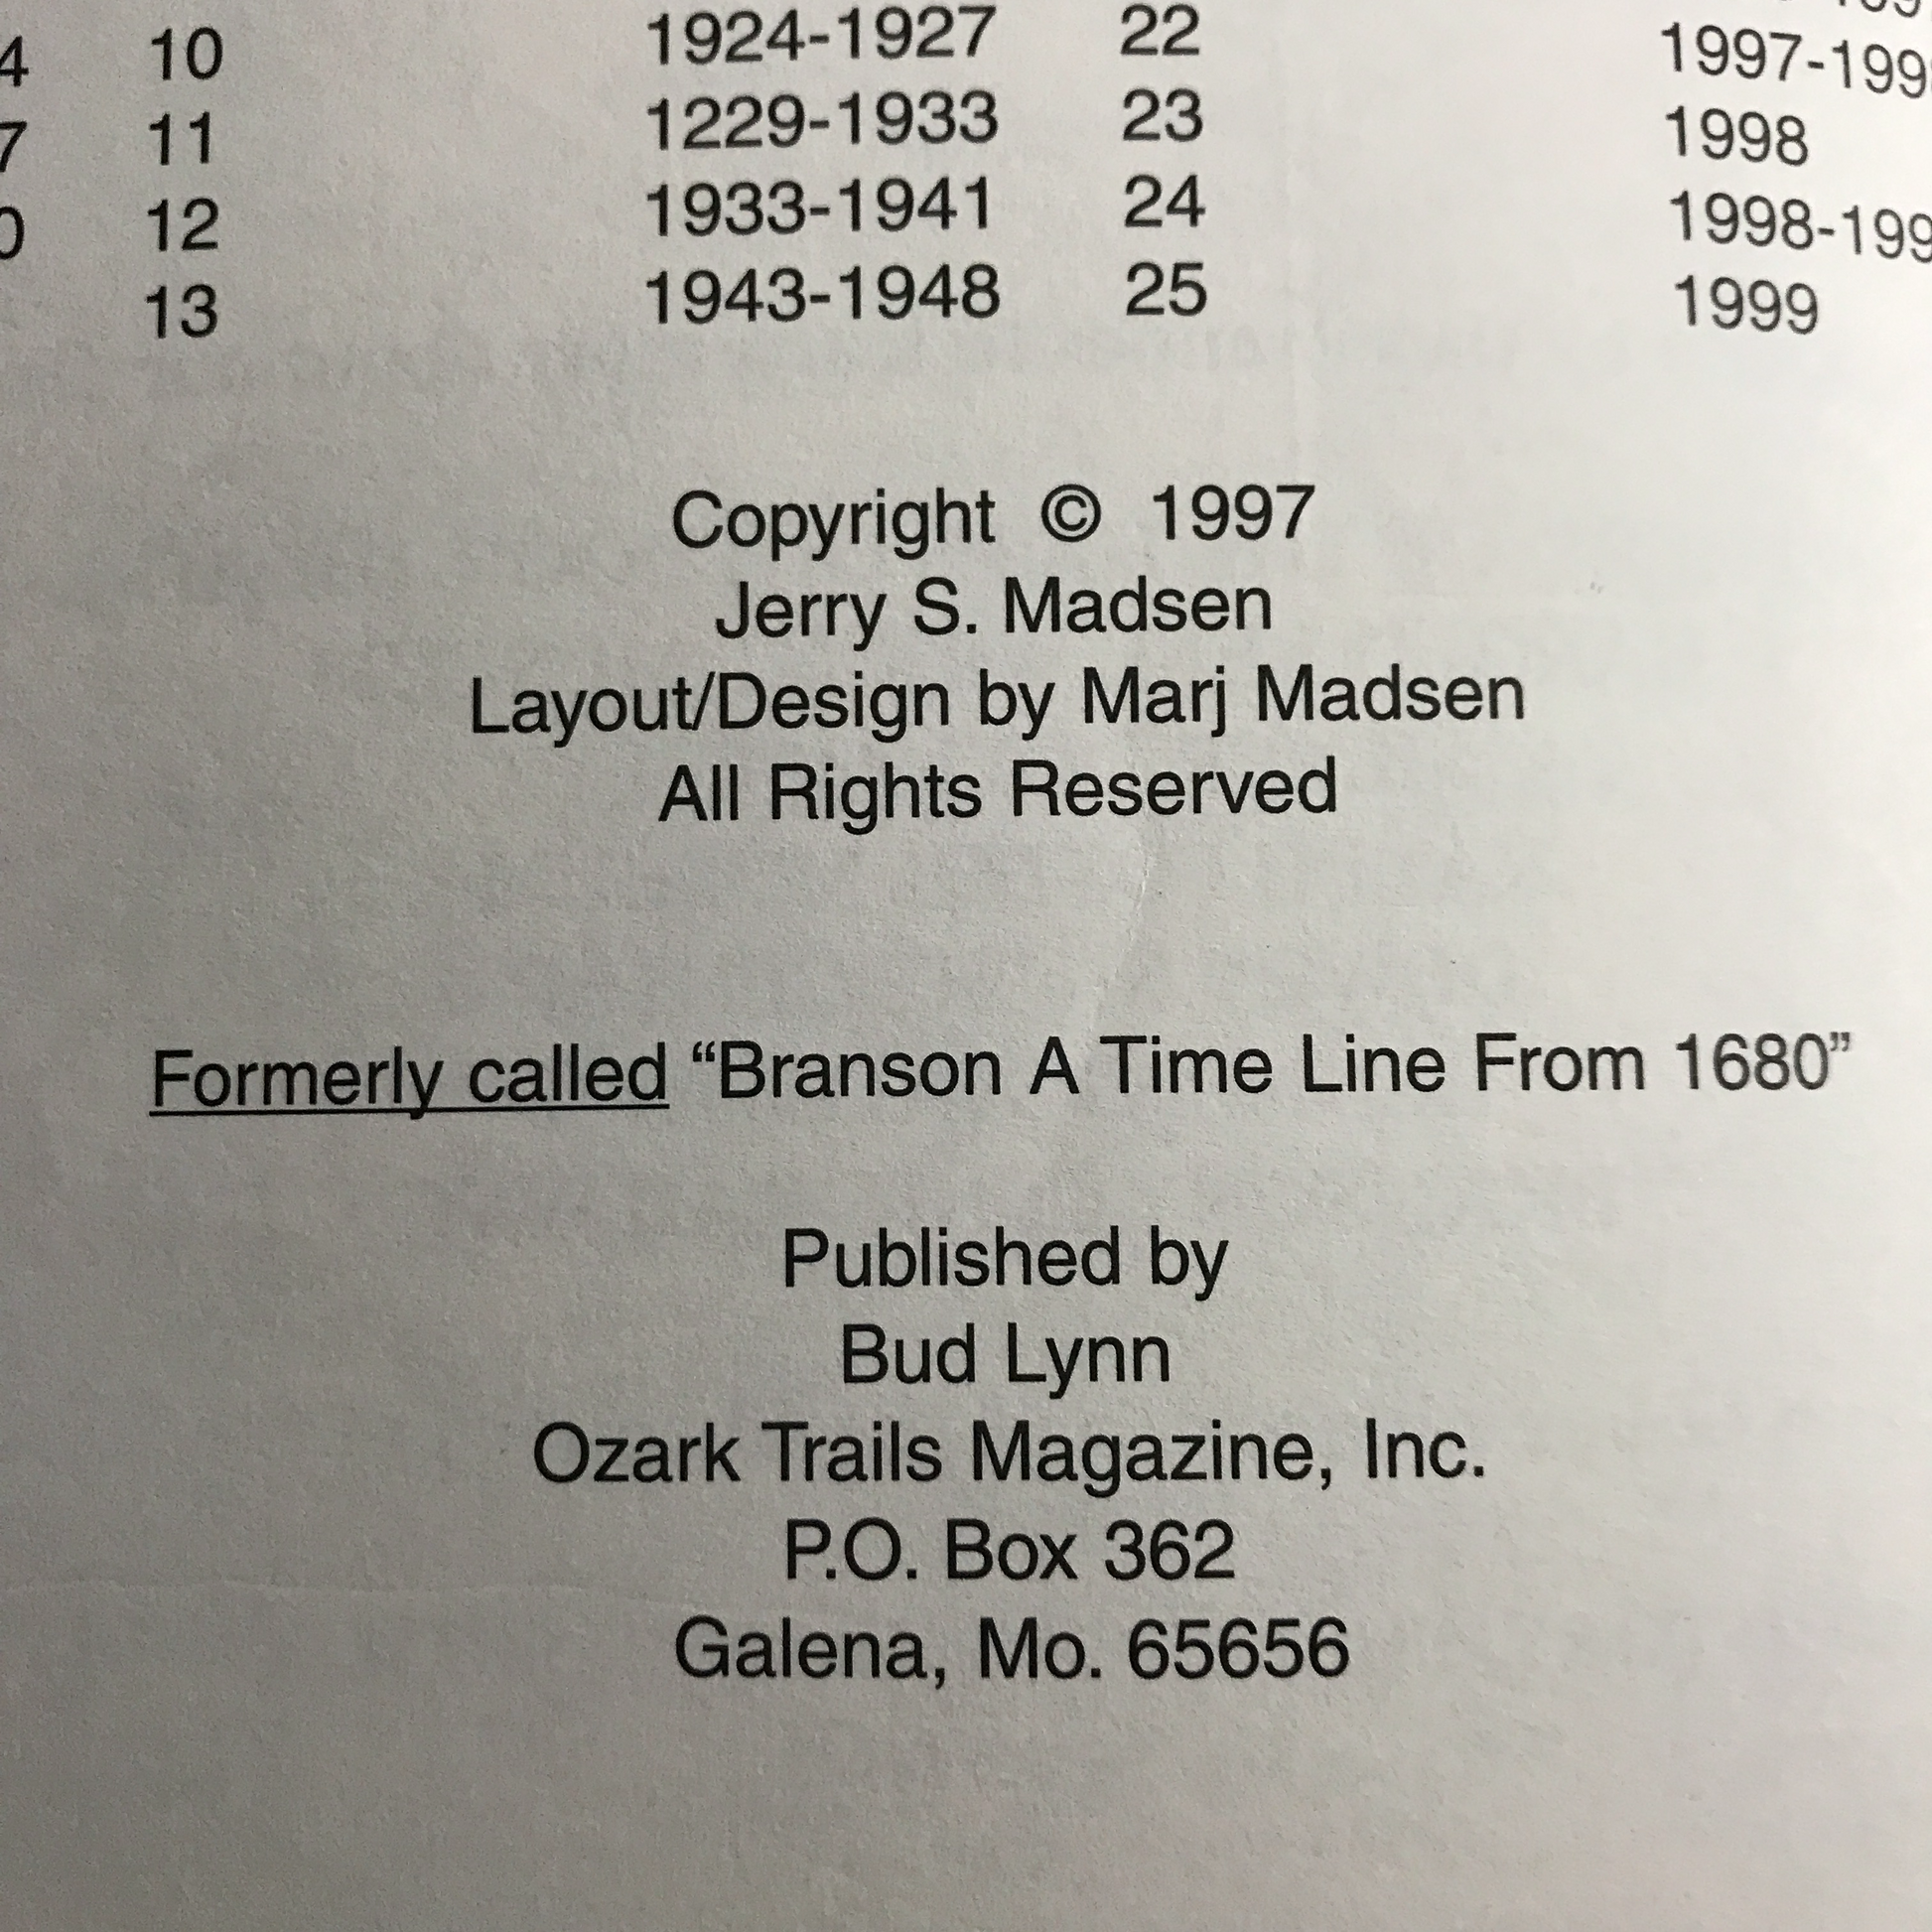 4 10 1924-1927 22 1997-199
7 11 1229-1933 23 1998
0 12 1933-1941 24 1998-199
13 1943-1948 25 1999
Copyright © 1997
Jerry S. Madsen
Layout/Design by Marj Madsen
All Rights Reserved
Formerly called “Branson A Time Line From 1680”
Published by
Bud Lynn
Ozark Trails Magazine, Inc.
P.O. Box 362
Galena, Mo. 65656